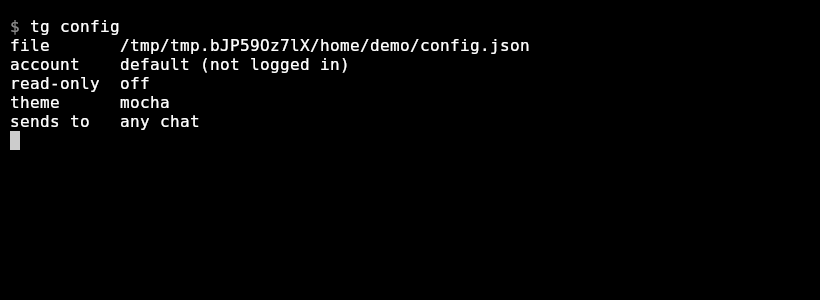 $ tg config
file       /tmp/tmp.bJP59Oz7lX/home/demo/config.json
account    default (not logged in)
read-only  off
theme      mocha
sends to   any chat